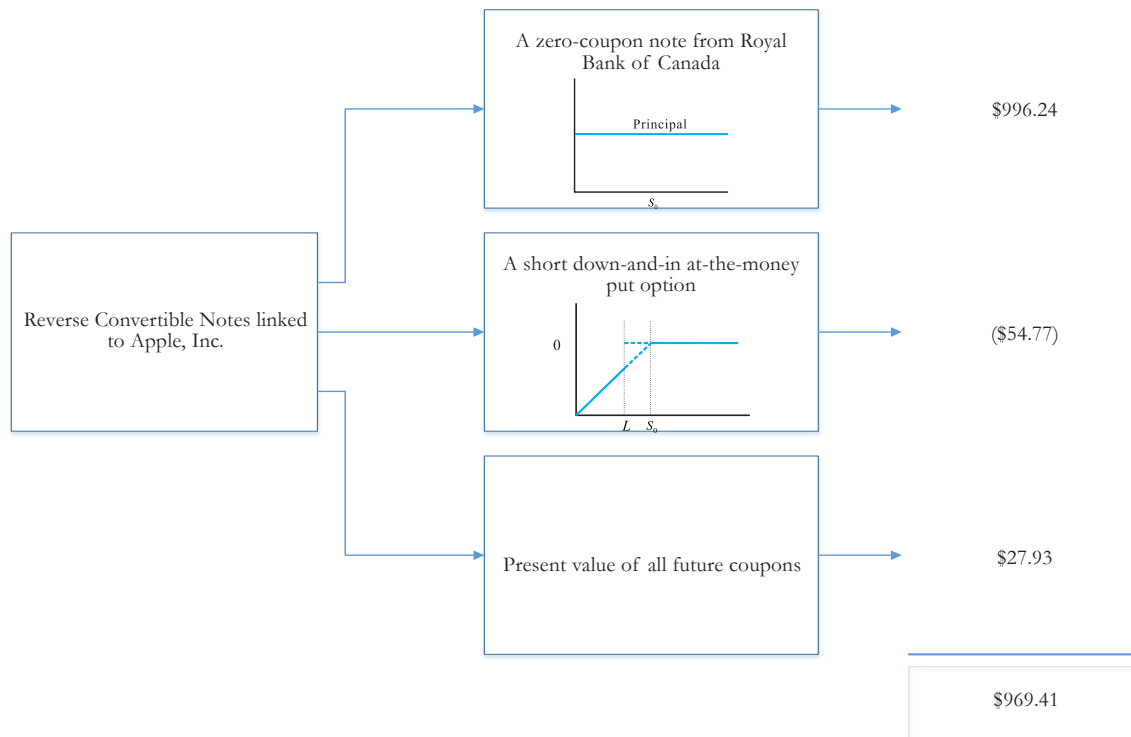 A zero-coupon note from Royal
Bank of Canada
Principal
S₀
$996.24
Reverse Convertible Notes linked
to Apple, Inc.
A short down-and-in at-the-money
put option
0
L S₀
($54.77)
Present value of all future coupons
$27.93
$969.41